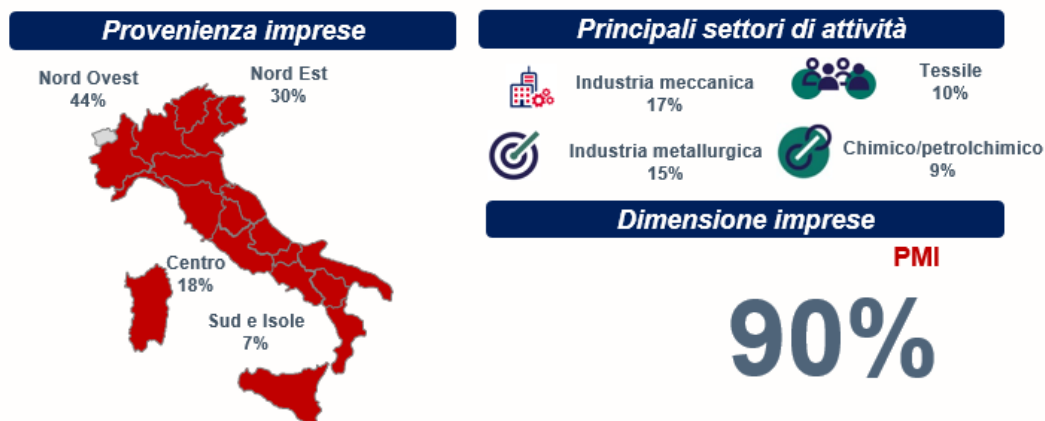 Provenienza imprese
Nord Ovest
44%
Nord Est
30%
Centro
18%
Sud e Isole
7%
Principali settori di attività
Industria meccanica
17%
Tessile
10%
Industria metallurgica
15%
Chimico/petrolchimico
9%
Dimensione imprese
PMI
90%